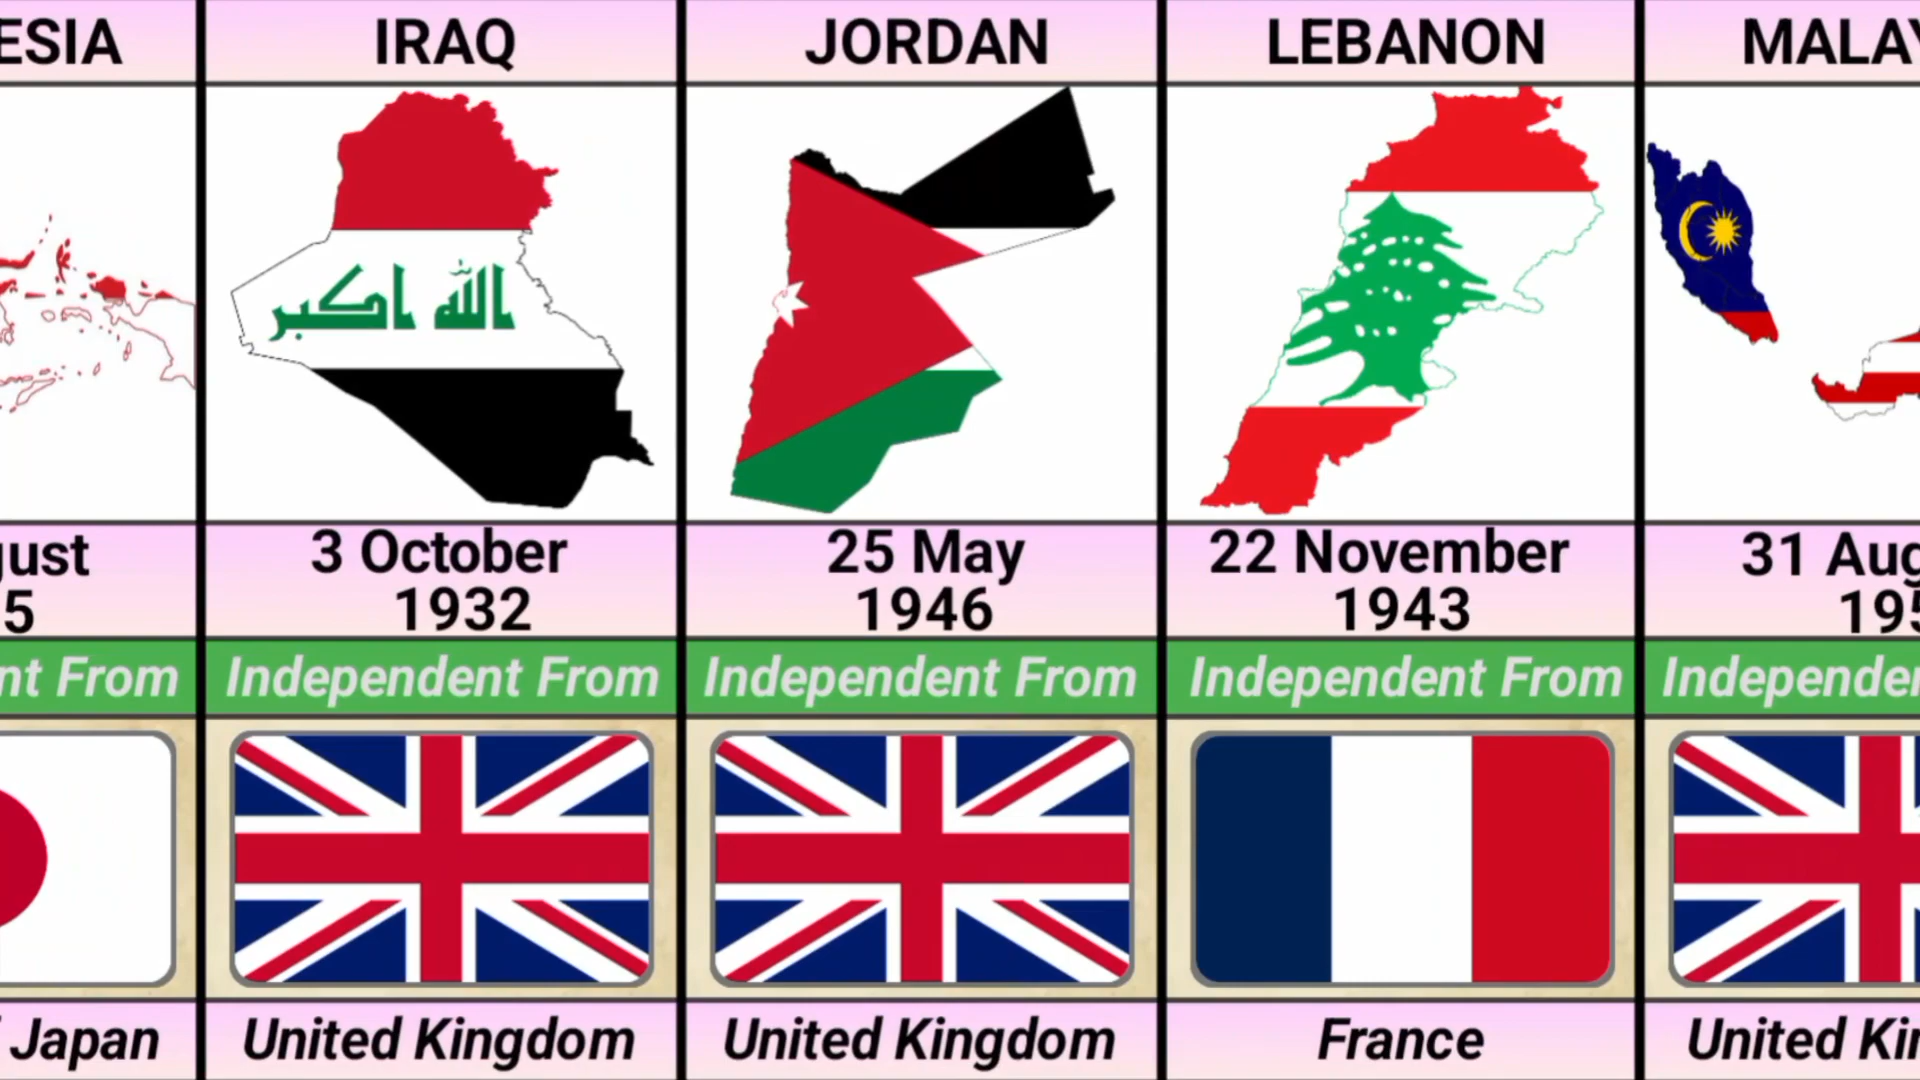 ESIA
IRAQ
JORDAN
LEBANON
MALAY
الله اكبر
gust
5
3 October
1932
25 May
1946
22 November
1943
31 Aug
195
nt From
Independent From
Independent From
Independent From
Independen
Japan
United Kingdom
United Kingdom
France
United Kin